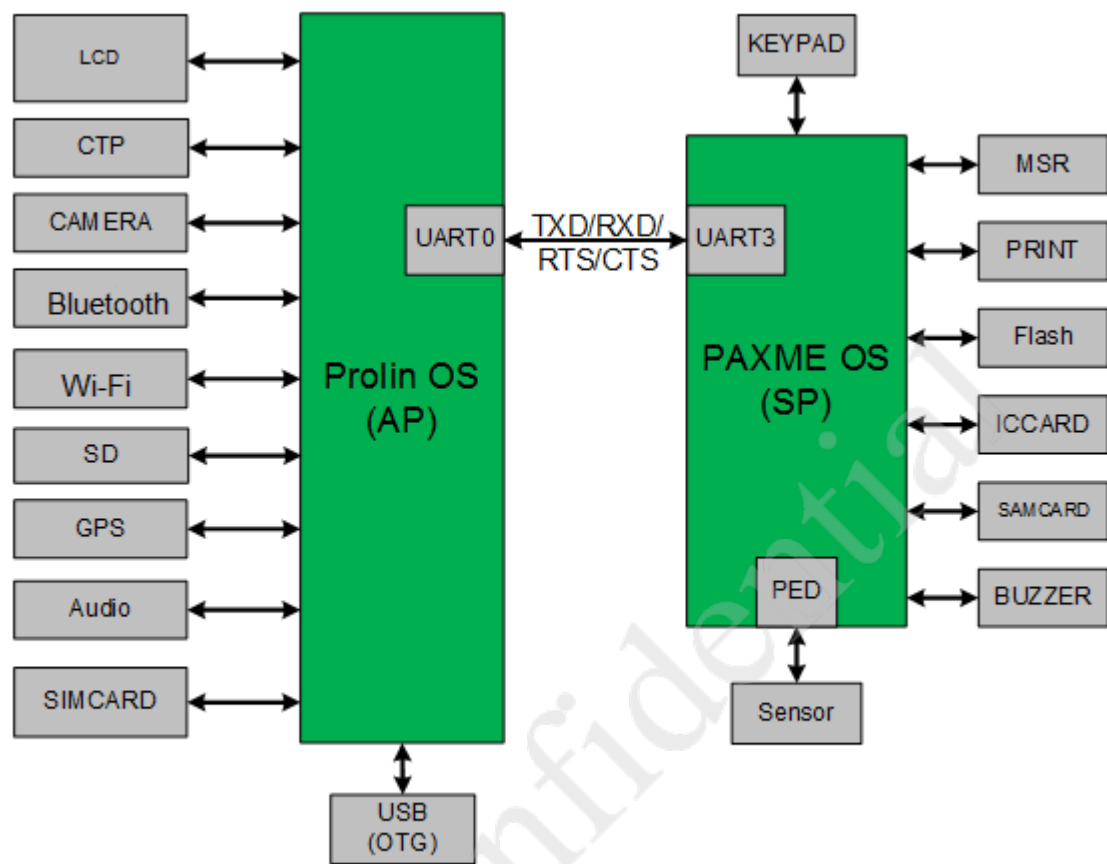 LCD
CTP
CAMERA
Bluetooth
Wi-Fi
SD
GPS
Audio
SIMCARD
Prolin OS
(AP)
UART0
USB
(OTG)
TXD/RXD/
RTS/CTS
KEYPAD
UART3
PAXME OS
(SP)
PED
Sensor
MSR
PRINT
Flash
ICCARD
SAMCARD
BUZZER
nfidential